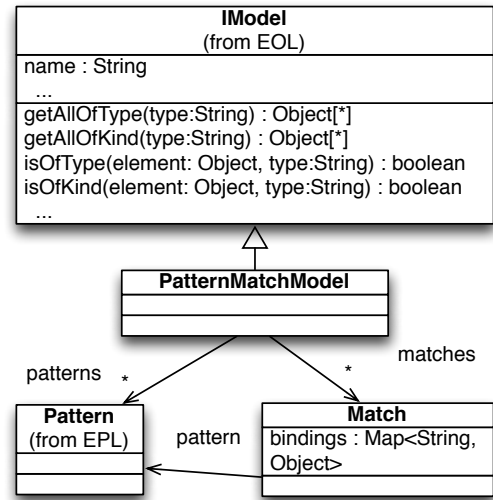 IModel
(from EOL)
name : String
...
getAllOfType(type:String) : Object[*]
getAllOfKind(type:String) : Object[*]
isOfType(element: Object, type:String) : boolean
isOfKind(element: Object, type:String) : boolean
...
PatternMatchModel
patterns
*
*
matches
Pattern
(from EPL)
pattern
Match
bindings : Map<String,
Object>